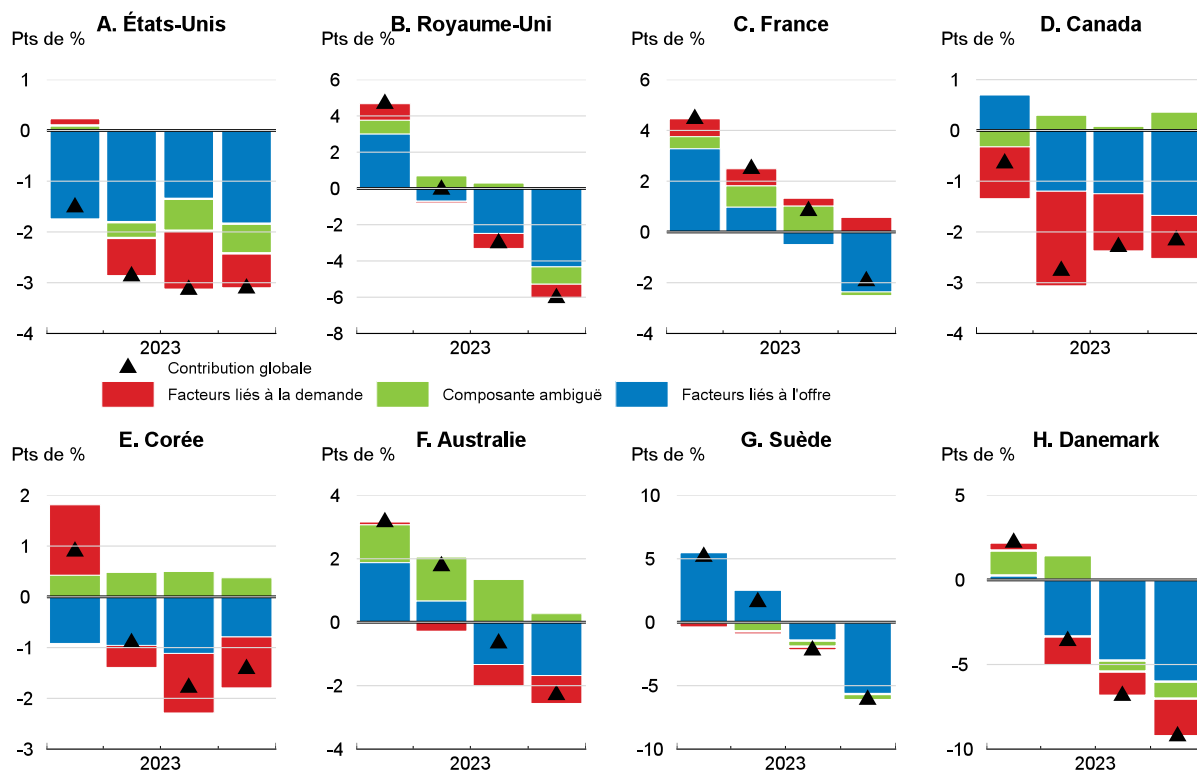 A. États-Unis
B. Royaume-Uni
C. France
D. Canada
Pts de %
Pts de %
Pts de %
Pts de %
1
0
-1
-2
-3
-4
2023
6
4
2
0
-2
-4
-6
-8
2023
6
4
2
0
-2
-4
2023
1
0
-1
-2
-3
-4
2023
Contribution globale
Facteurs liés à la demande
Composante ambiguë
Facteurs liés à l'offre
E. Corée
F. Australie
G. Suède
H. Danemark
Pts de %
Pts de %
Pts de %
Pts de %
2
1
0
-1
-2
-3
2023
4
2
0
-2
-4
2023
10
5
0
-5
-10
2023
5
0
-5
-10
2023